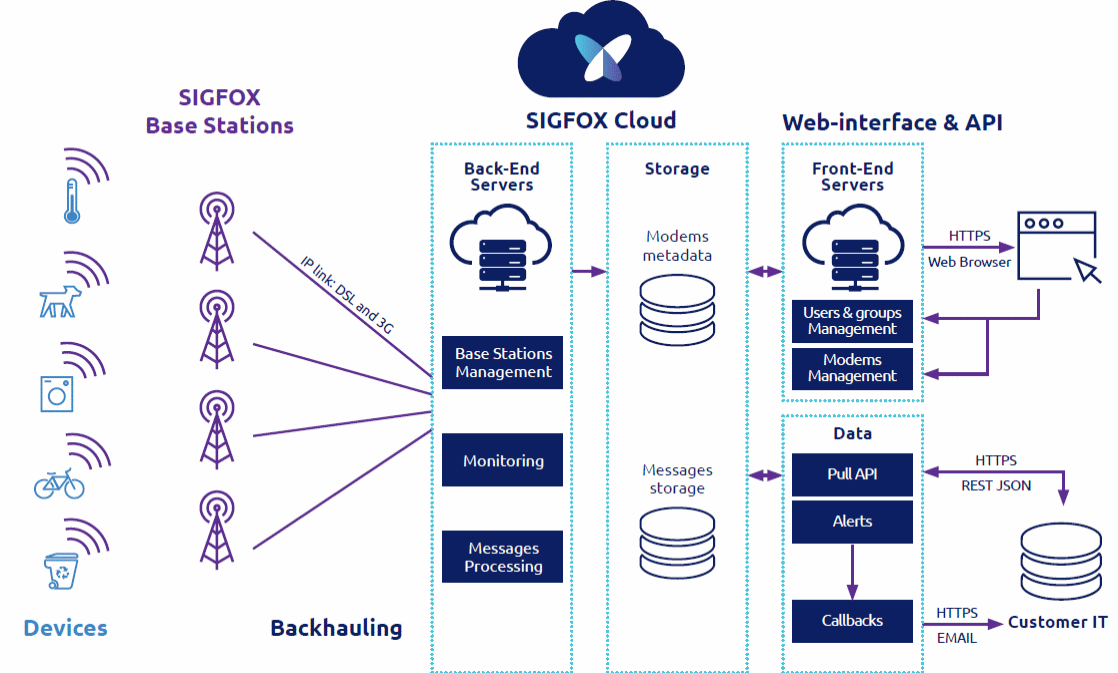 SIGFOX
Base Stations
SIGFOX Cloud
Web-interface & API
Back-End
Servers
Storage
Front-End
Servers
Modems
metadata
HTTPS
Web Browser
IP link: DSL and 3G
Users & groups
Management
Base Stations
Management
Modems
Management
Data
Monitoring
Messages
storage
Pull API
HTTPS
REST JSON
Alerts
Messages
Processing
Callbacks
HTTPS
EMAIL
Customer IT
Devices
Backhauling